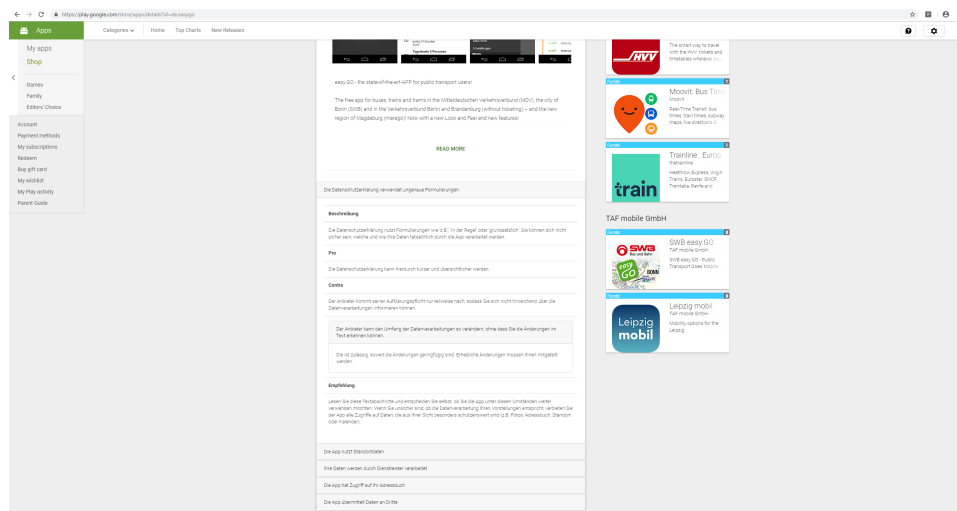 https://play.google.com/store/apps/details?id=de.easygo
Apps
Categories
Home
Top Charts
New Releases
My apps
Shop
Games
Family
Editors' Choice
Account
Payment methods
My subscriptions
Redeem
Buy gift card
My wishlist
My Play activity
Parent Guide
easy.GO - the state-of-the-art-APP for public transport users!
The free app for buses, trains and trams in the Mitteldeutschen Verkehrsverbund (MDV), the city of
Bonn (SWB) and in the Verkehrsverbund Berlin and Brandenburg (without ticketing) – and the new
region of Magdeburg (marego)! Now with a new Look and Feel and new features!
READ MORE
Die Datenschutzerklärung verwendet ungenaue Formulierungen
Beschreibung
Die Datenschutzerklärung nutzt Formulierungen wie 'z.B.', 'in der Regel' oder 'grundsätzlich'. Sie können sich nicht
sicher sein, welche und wie Ihre Daten tatsächlich durch die App verarbeitet werden.
Pro
Die Datenschutzerklärung kann hierdurch kürzer und übersichtlicher werden.
Contra
Der Anbieter kommt seiner Aufklärungspflicht nur teilweise nach, sodass Sie sich nicht hinreichend über die
Datenverarbeitungen informieren können.
Der Anbieter kann den Umfang der Datenverarbeitungen so verändern, ohne dass Sie die Änderungen im
Text erkennen können.
Die ist zulässig, soweit die Änderungen geringfügig sind. Erhebliche Änderungen müssen Ihnen mitgeteilt
werden.
Empfehlung
Lesen Sie diese Textabschnitte und entscheiden Sie selbst, ob Sie die App unter diesen Umständen weiter
verwenden möchten. Wenn Sie unsicher sind, ob die Datenverarbeitung Ihren Vorstellungen entspricht, verbieten Sie
der App alle Zugriffe auf Daten, die aus Ihrer Sicht besonders schützenswert sind (z.B. Fotos, Adressbuch, Standort
oder Kalender).
Die App nutzt Standortdaten
Ihre Daten werden durch Dienstleister verarbeitet
Die App hat Zugriff auf Ihr Adressbuch
Die App übermittelt Daten an Dritte
HVV
The smart way to travel
with the HVV: tickets and
timetables wherever you
Funde
Moovit: Bus Time
Moovit
Real-Time Transit: bus
times, train times, subway
maps, live directions &
Funde
train
Trainline: Europ
thetrainline
Heathrow Express, Virgin
Trains, Eurostar, SNCF,
Trenitalia, Renfe and
TAF mobile GmbH
Funde
SWB
Bus und Bahn
easy
GO
BONN
SWB easy.GO
TAF mobile GmbH
SWB easy.GO - Public
Transport Goes Mobile
Funde
Leipzig
mobil
Leipzig mobil
TAF mobile GmbH
Mobility options for the
Leipzig